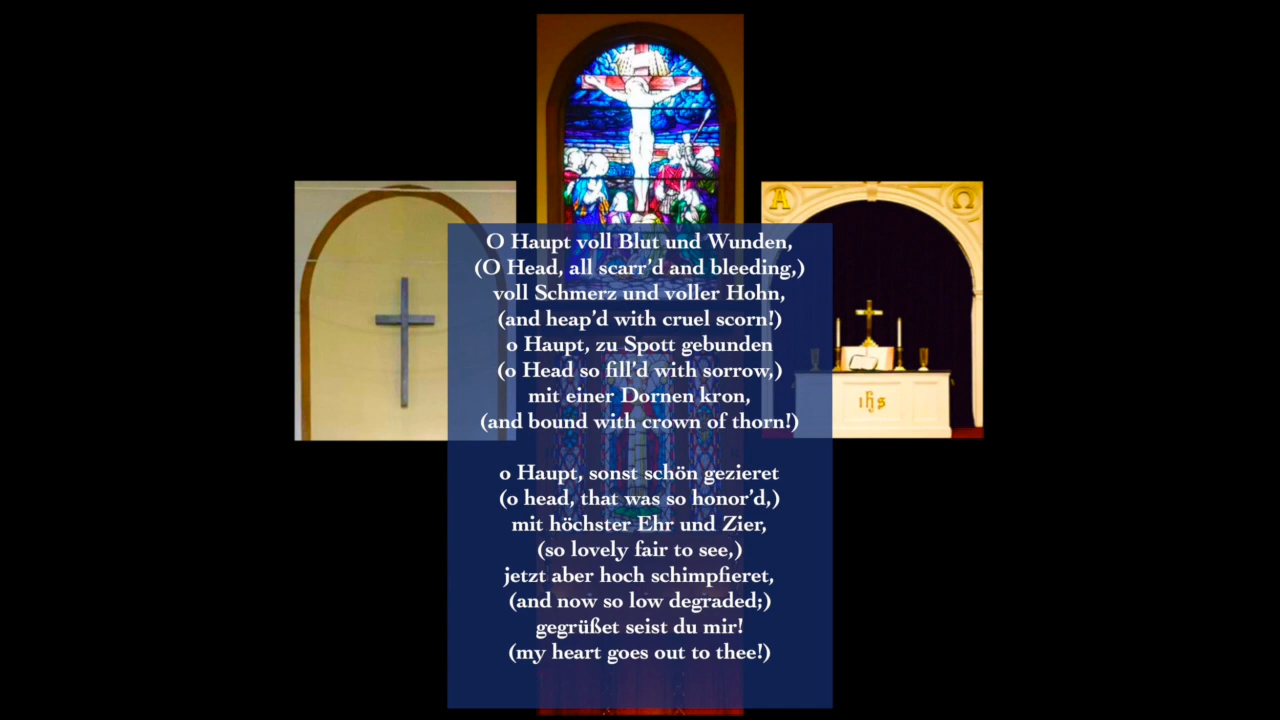 Α
Ω
O Haupt voll Blut und Wunden,
(O Head, all scarr’d and bleeding,)
voll Schmerz und voller Hohn,
(and heap’d with cruel scorn!)
o Haupt, zu Spott gebunden
(o Head so fill’d with sorrow,)
mit einer Dornen kron,
(and bound with crown of thorn!)
o Haupt, sonst schön gezieret
(o head, that was so honor’d,)
mit höchster Ehr und Zier,
(so lovely fair to see,)
jetzt aber hoch schimpfieret,
(and now so low degraded;)
gegrüßet seist du mir!
(my heart goes out to thee!)
ihs